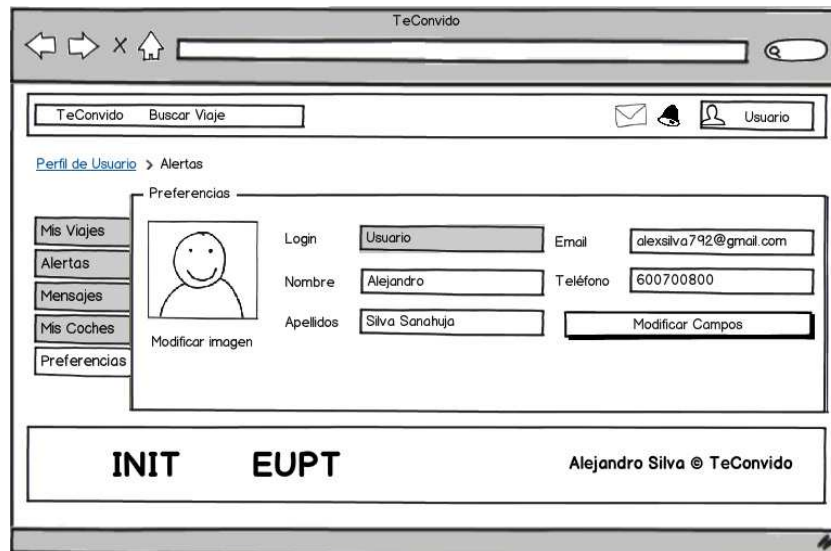 TeConvido
TeConvido Buscar Viaje Usuario
Perfil de Usuario > Alertas
Preferencias
Mis Viajes
Alertas
Mensajes
Mis Coches
Preferencias
Modificar imagen
Login Usuario
Nombre Alejandro
Apellidos Silva Sanahuja
Email alexsilva792@gmail.com
Teléfono 600700800
Modificar Campos
INIT EUPT Alejandro Silva © TeConvido